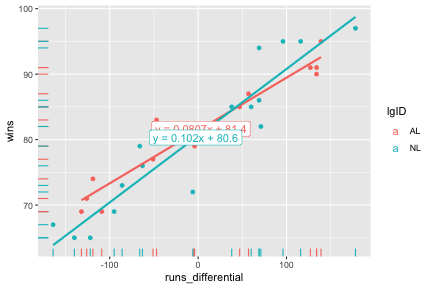 100
90
80
70
wins
y = 0.0807x + 81.4
y = 0.102x + 80.6
-100
0
100
runs_differential
lgID
a AL
a NL